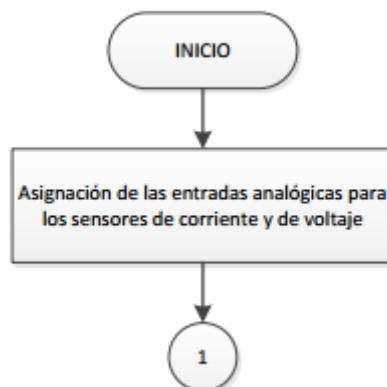 INICIO
Asignación de las entradas analógicas para
los sensores de corriente y de voltaje
1